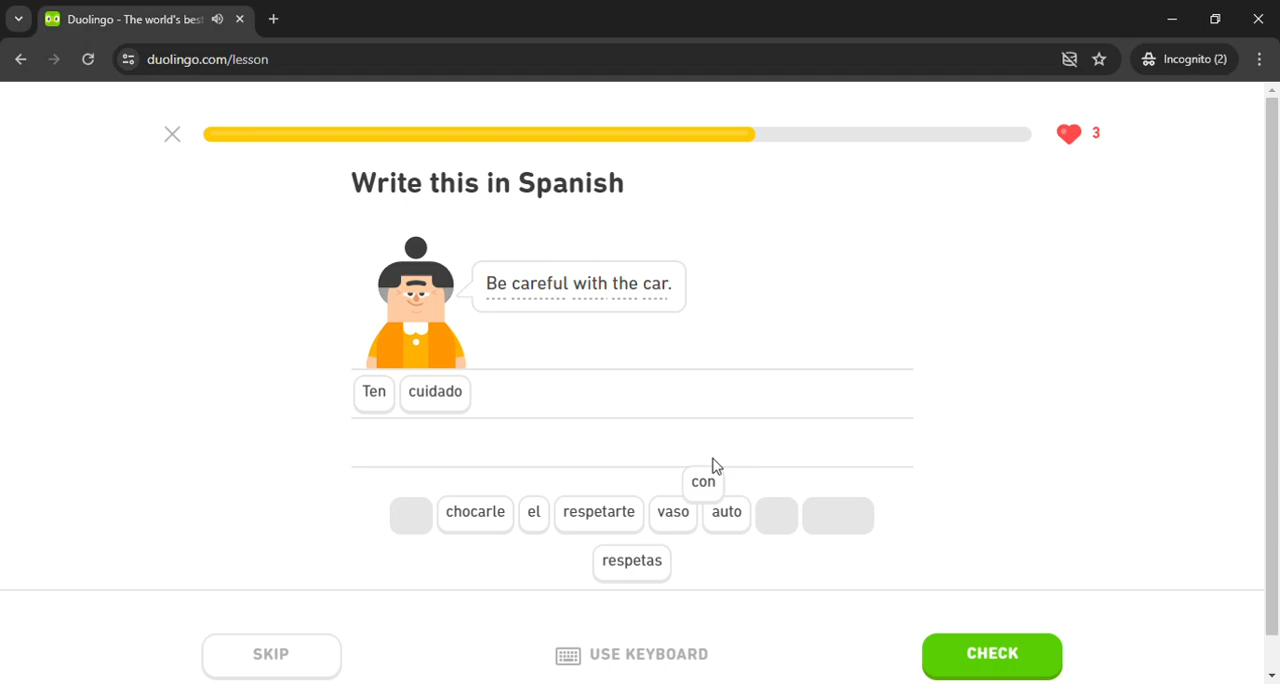 Duolingo - The world's bes
duolingo.com/lesson
Incognito (2)
3
Write this in Spanish
Be careful with the car.
Ten cuidado
con
chocarle el respetarte vaso auto
respetas
SKIP
USE KEYBOARD
CHECK